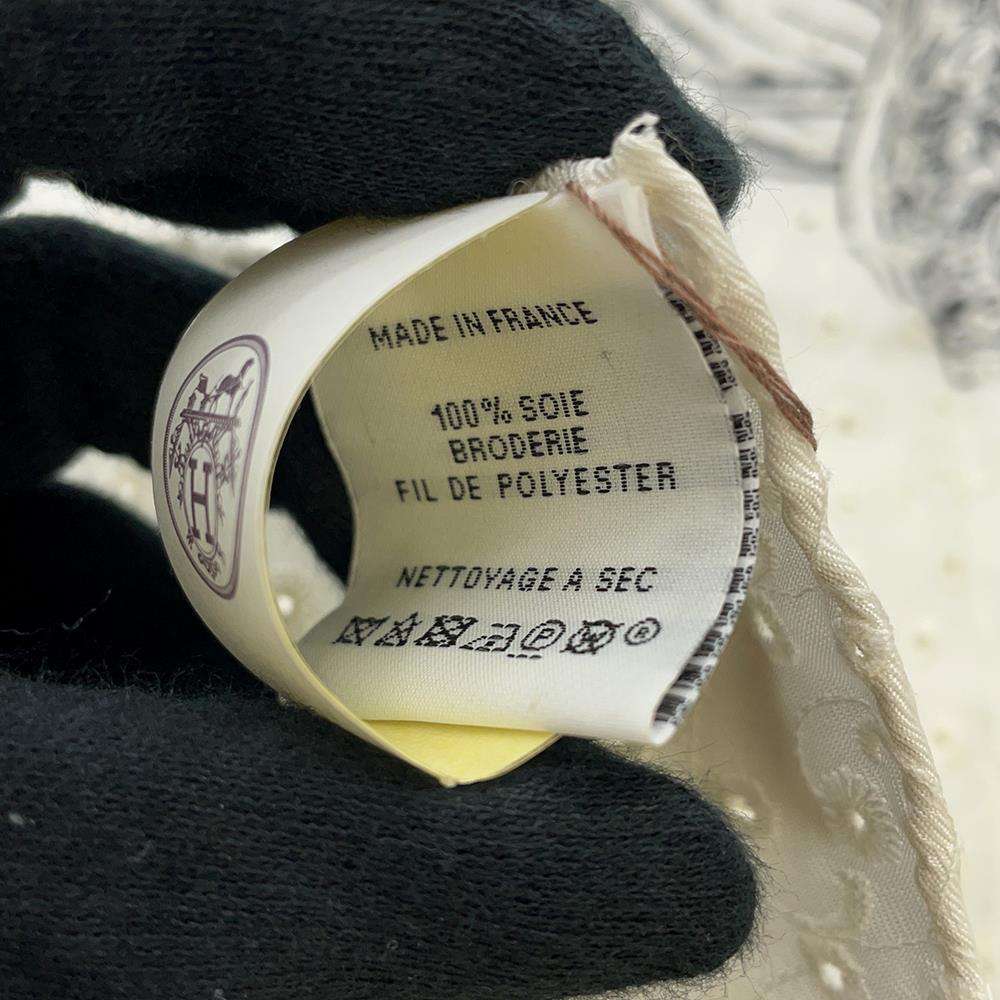 MADE IN FRANCE
100% SOIE
BRODERIE
FIL DE POLYESTER
NETTOYAGE A SEC
P W ®
H